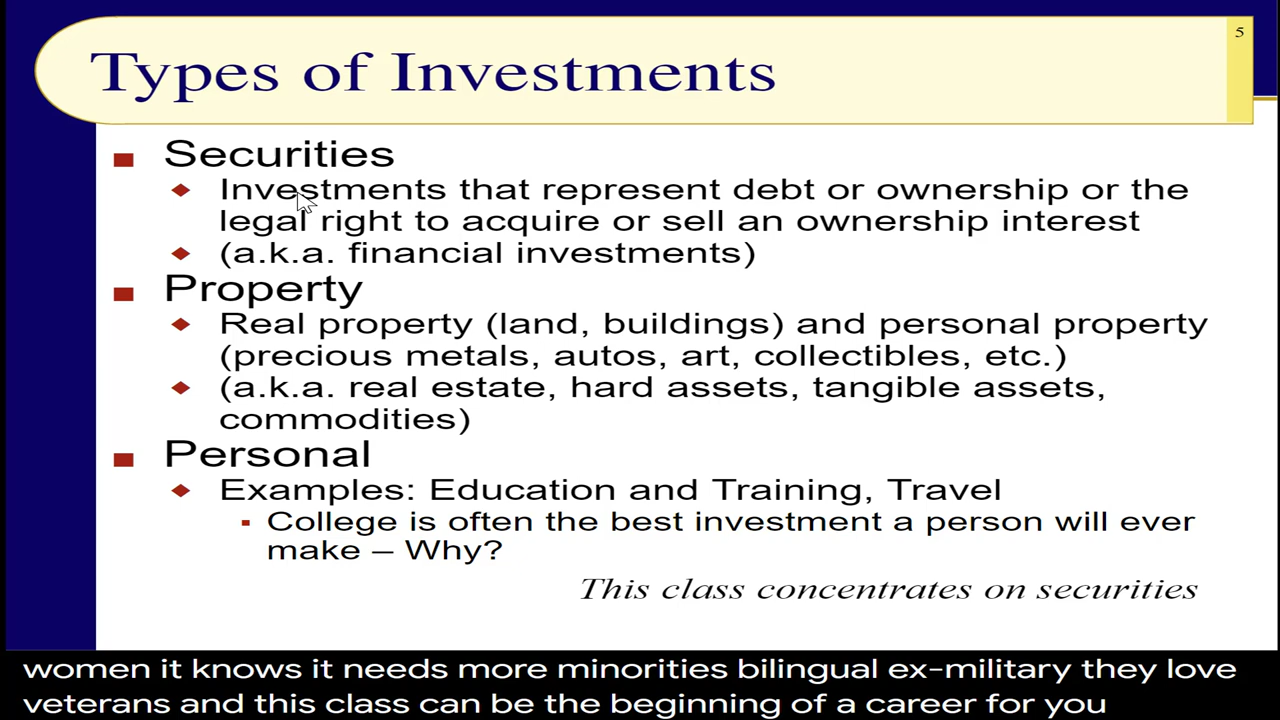 5
Types of Investments
Securities
Investments that represent debt or ownership or the
legal right to acquire or sell an ownership interest
(a.k.a. financial investments)
Property
Real property (land, buildings) and personal property
(precious metals, autos, art, collectibles, etc.)
(a.k.a. real estate, hard assets, tangible assets,
commodities)
Personal
Examples: Education and Training, Travel
College is often the best investment a person will ever
make – Why?
This class concentrates on securities
women it knows it needs more minorities bilingual ex-military they love
veterans and this class can be the beginning of a career for you